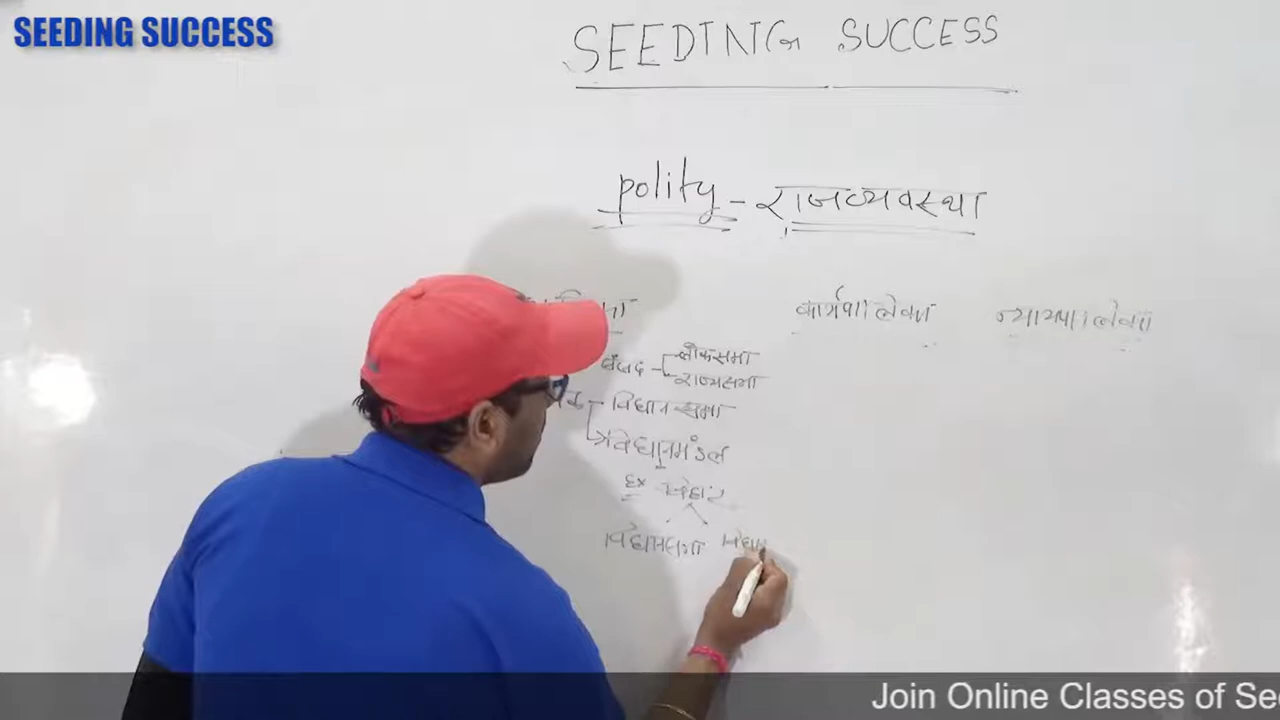 SEEDING SUCCESS
SEEDING SUCCESS
polity - राजव्यवस्था
कार्यपालिका न्यायपालिका
संसद - लोकसभा
राज्यसभा
विधानसभा
विधानमंडल
Ex बिहार
विधानसभा विधान
Join Online Classes of See